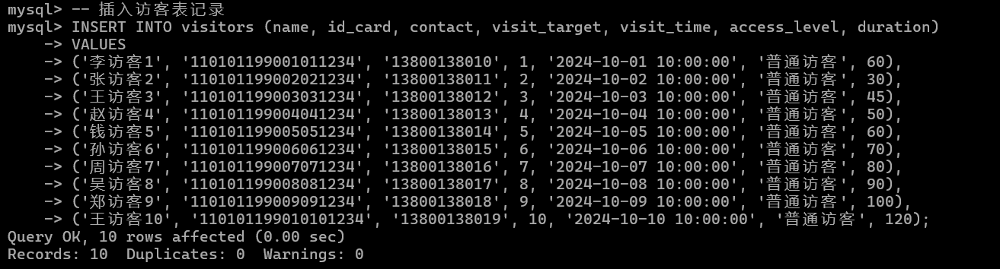 mysql> -- 插入访客表记录
mysql> INSERT INTO visitors (name, id_card, contact, visit_target, visit_time, access_level, duration)
    -> VALUES
    -> ('李访客1', '110101199001011234', '13800138010', 1, '2024-10-01 10:00:00', '普通访客', 60),
    -> ('张访客2', '110101199002021234', '13800138011', 2, '2024-10-02 10:00:00', '普通访客', 30),
    -> ('王访客3', '110101199003031234', '13800138012', 3, '2024-10-03 10:00:00', '普通访客', 45),
    -> ('赵访客4', '110101199004041234', '13800138013', 4, '2024-10-04 10:00:00', '普通访客', 50),
    -> ('钱访客5', '110101199005051234', '13800138014', 5, '2024-10-05 10:00:00', '普通访客', 60),
    -> ('孙访客6', '110101199006061234', '13800138015', 6, '2024-10-06 10:00:00', '普通访客', 70),
    -> ('周访客7', '110101199007071234', '13800138016', 7, '2024-10-07 10:00:00', '普通访客', 80),
    -> ('吴访客8', '110101199008081234', '13800138017', 8, '2024-10-08 10:00:00', '普通访客', 90),
    -> ('郑访客9', '110101199009091234', '13800138018', 9, '2024-10-09 10:00:00', '普通访客', 100),
    -> ('王访客10', '110101199010101234', '13800138019', 10, '2024-10-10 10:00:00', '普通访客', 120);
Query OK, 10 rows affected (0.00 sec)
Records: 10  Duplicates: 0  Warnings: 0